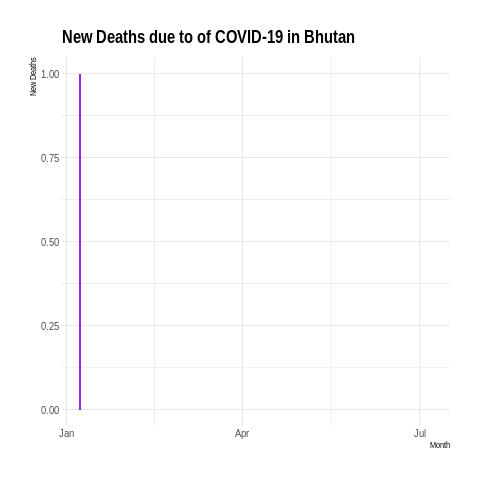 New Deaths due to of COVID-19 in Bhutan
New Deaths
1.00
0.75
0.50
0.25
0.00
Jan
Apr
Jul
Month